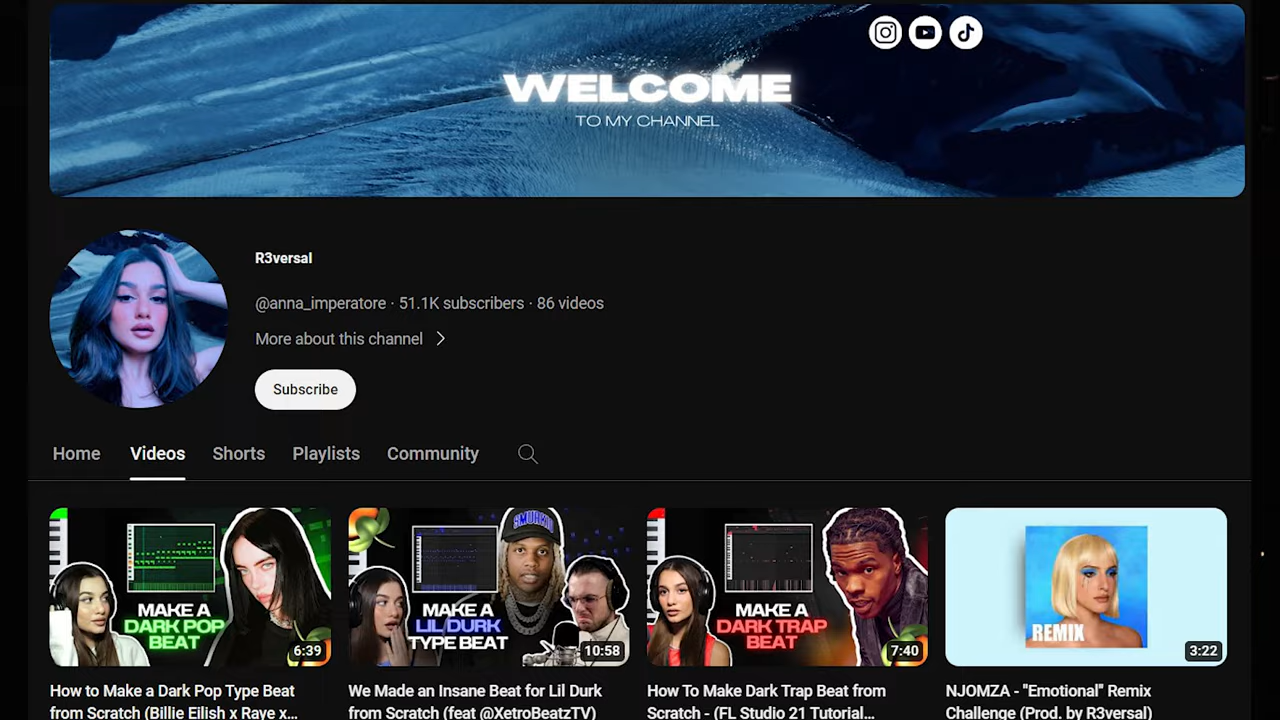 WELCOME
TO MY CHANNEL
R3versal
@anna_imperatore · 51.1K subscribers · 86 videos
More about this channel
Subscribe
Home Videos Shorts Playlists Community
MAKE A
DARK POP
BEAT
6:39
SMURKIO
MAKE A
LIL DURK
TYPE BEAT
10:58
MAKE A
DARK TRAP
BEAT
7:40
REMIX
3:22
How to Make a Dark Pop Type Beat
from Scratch (Billie Eilish x Raye x...
We Made an Insane Beat for Lil Durk
from Scratch (feat @XetroBeatzTV)
How To Make Dark Trap Beat from
Scratch - (FL Studio 21 Tutorial...
NJOMZA - "Emotional" Remix
Challenge (Prod. by R3versal)